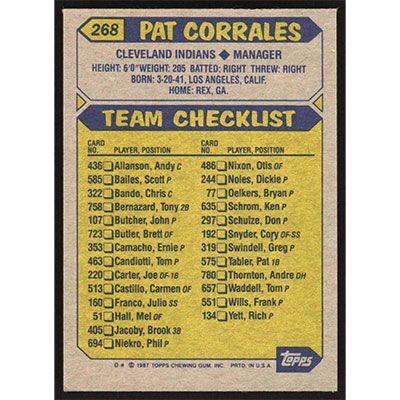 268 PAT CORRALES
CLEVELAND INDIANS ◆ MANAGER
HEIGHT: 6'0" WEIGHT: 205 BATTED: RIGHT THREW: RIGHT
BORN: 3-20-41, LOS ANGELES, CALIF.
HOME: REX, GA.
TEAM CHECKLIST
CARD NO. PLAYER, POSITION
436 Allanson, Andy C
585 Bailes, Scott P
322 Bando, Chris C
758 Bernazard, Tony 2B
107 Butcher, John P
723 Butler, Brett OF
353 Camacho, Ernie P
463 Candiotti, Tom P
220 Carter, Joe OF-1B
513 Castillo, Carmen OF
160 Franco, Julio SS
51 Hall, Mel OF
405 Jacoby, Brook 3B
694 Niekro, Phil P
CARD NO. PLAYER, POSITION
486 Nixon, Otis OF
244 Noles, Dickie P
77 Oelkers, Bryan P
635 Schrom, Ken P
297 Schulze, Don P
192 Snyder, Cory OF-SS
319 Swindell, Greg P
575 Tabler, Pat 1B
780 Thornton, Andre DH
657 Waddell, Tom P
551 Wills, Frank P
134 Yett, Rich P
D* © 1987 TOPPS CHEWING GUM, INC. PRTD. IN U.S.A.
topps